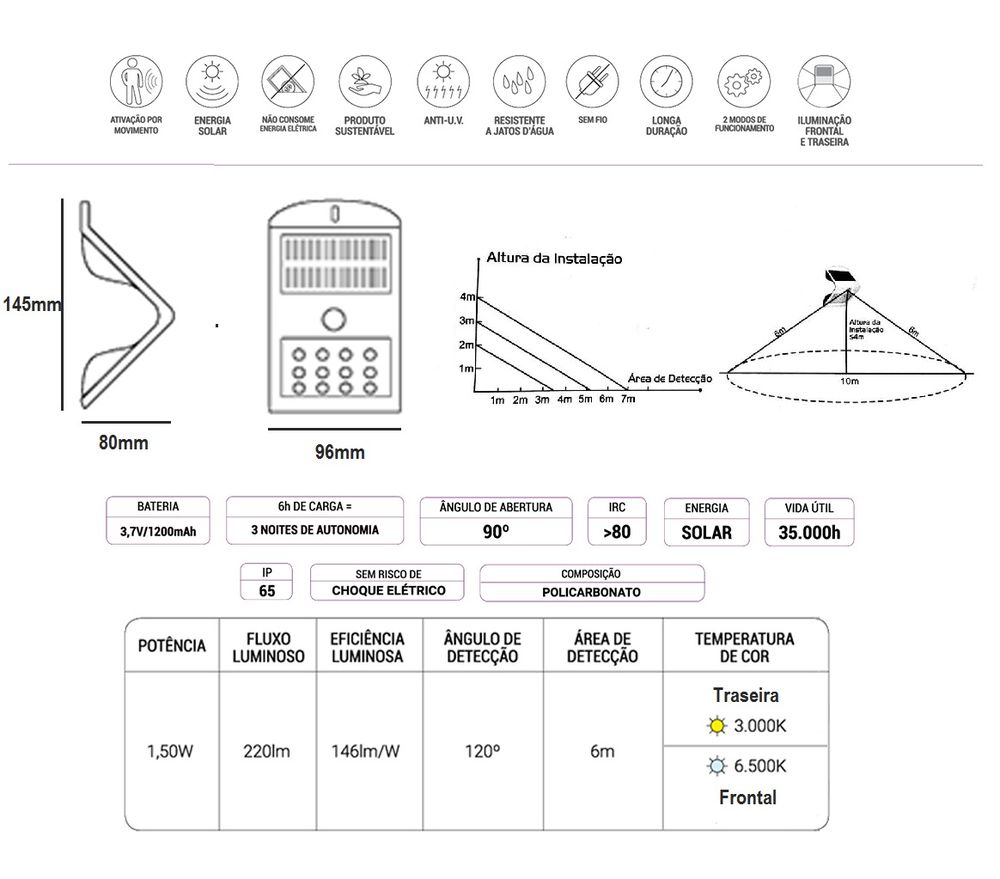 ATIVAÇÃO POR
MOVIMENTO
ENERGIA
SOLAR
NÃO CONSOME
ENERGIA ELÉTRICA
PRODUTO
SUSTENTÁVEL
ANTI-U.V.
RESISTENTE
A JATOS D'ÁGUA
SEM FIO
LONGA
DURAÇÃO
2 MODOS DE
FUNCIONAMENTO
ILUMINAÇÃO
FRONTAL
E TRASEIRA
145mm
80mm
96mm
Altura da Instalação
4m
3m
2m
1m
Área de Detecção
1m 2m 3m 4m 5m 6m 7m
6m
6m
Altura da
Instalação
≤4m
10m
BATERIA
3,7V/1200mAh
6h DE CARGA =
3 NOITES DE AUTONOMIA
ÂNGULO DE ABERTURA
90º
IRC
>80
ENERGIA
SOLAR
VIDA ÚTIL
35.000h
IP
65
SEM RISCO DE
CHOQUE ELÉTRICO
COMPOSIÇÃO
POLICARBONATO
POTÊNCIA
FLUXO
LUMINOSO
EFICIÊNCIA
LUMINOSA
ÂNGULO DE
DETECÇÃO
ÁREA DE
DETECÇÃO
TEMPERATURA
DE COR
1,50W
220lm
146lm/W
120º
6m
Traseira
3.000K
6.500K
Frontal